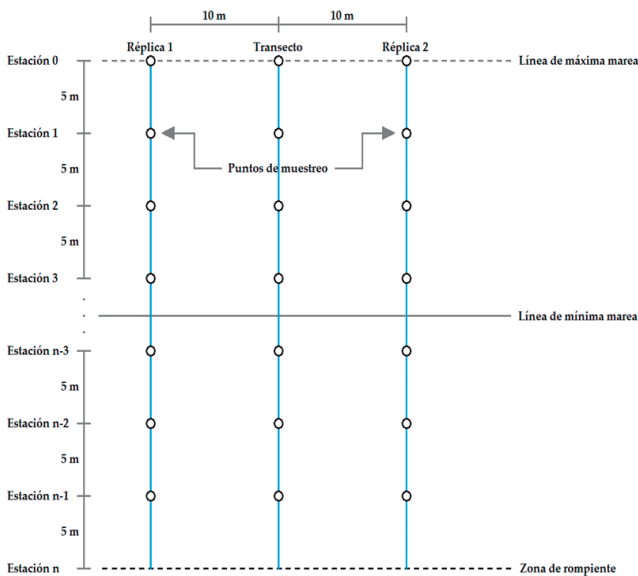 10 m
10 m
Réplica 1
Transecto
Réplica 2
Estación 0
Línea de máxima marea
5 m
Estación 1
5 m
Puntos de muestreo
Estación 2
5 m
Estación 3
Línea de mínima marea
Estación n-3
5 m
Estación n-2
5 m
Estación n-1
5 m
Estación n
Zona de rompiente